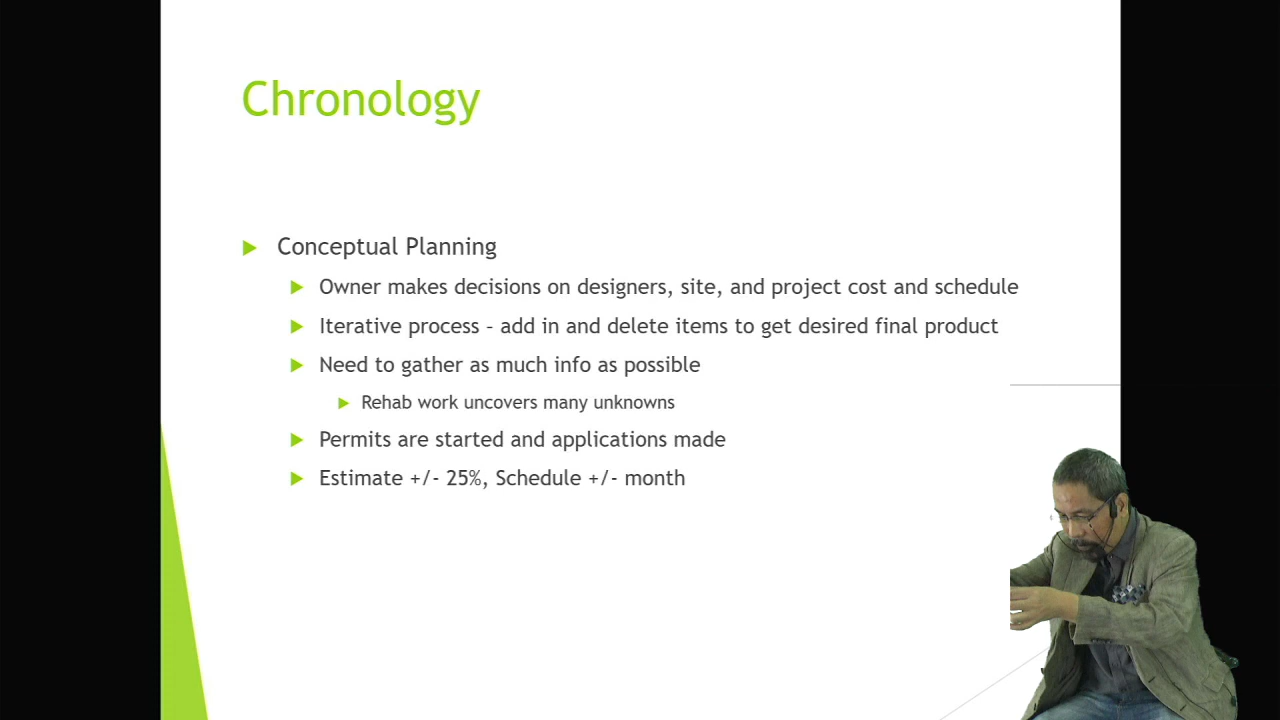 Chronology
Conceptual Planning
Owner makes decisions on designers, site, and project cost and schedule
Iterative process – add in and delete items to get desired final product
Need to gather as much info as possible
Rehab work uncovers many unknowns
Permits are started and applications made
Estimate +/- 25%, Schedule +/- month